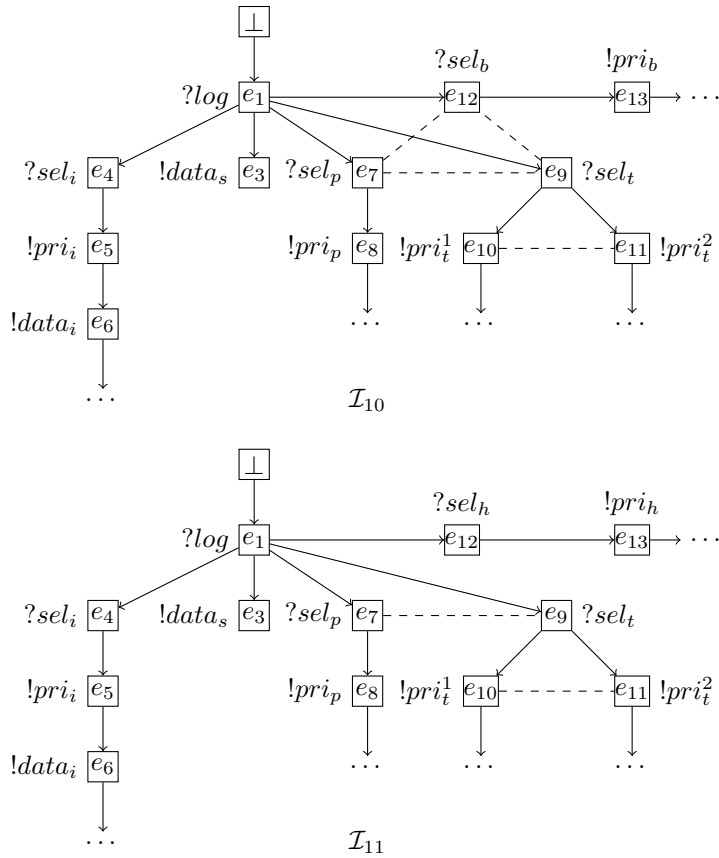 ⊥
?sel_b !pri_b
?log e_1 e_12 e_13 ⋯
?sel_i e_4 !data_s e_3 ?sel_p e_7 e_9 ?sel_t
!pri_i e_5 !pri_p e_8 !pri_t^1 e_10 e_11 !pri_t^2
!data_i e_6 ⋯ ⋯ ⋯
⋯ 𝓘_10
⊥
?sel_h !pri_h
?log e_1 e_12 e_13 ⋯
?sel_i e_4 !data_s e_3 ?sel_p e_7 e_9 ?sel_t
!pri_i e_5 !pri_p e_8 !pri_t^1 e_10 e_11 !pri_t^2
!data_i e_6 ⋯ ⋯ ⋯
⋯ 𝓘_11